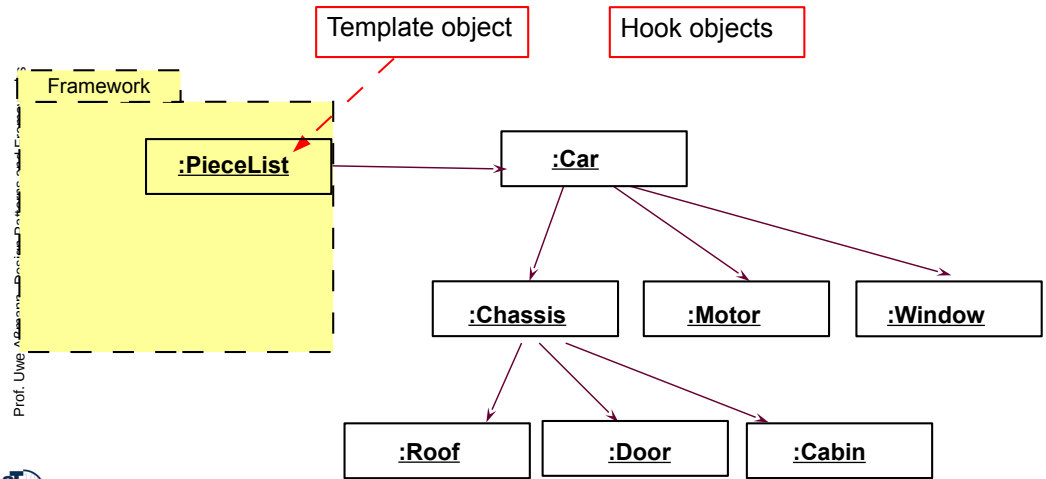 Template object
Hook objects
Framework
:PieceList
:Car
:Chassis
:Motor
:Window
:Roof
:Door
:Cabin
Prof. Uwe